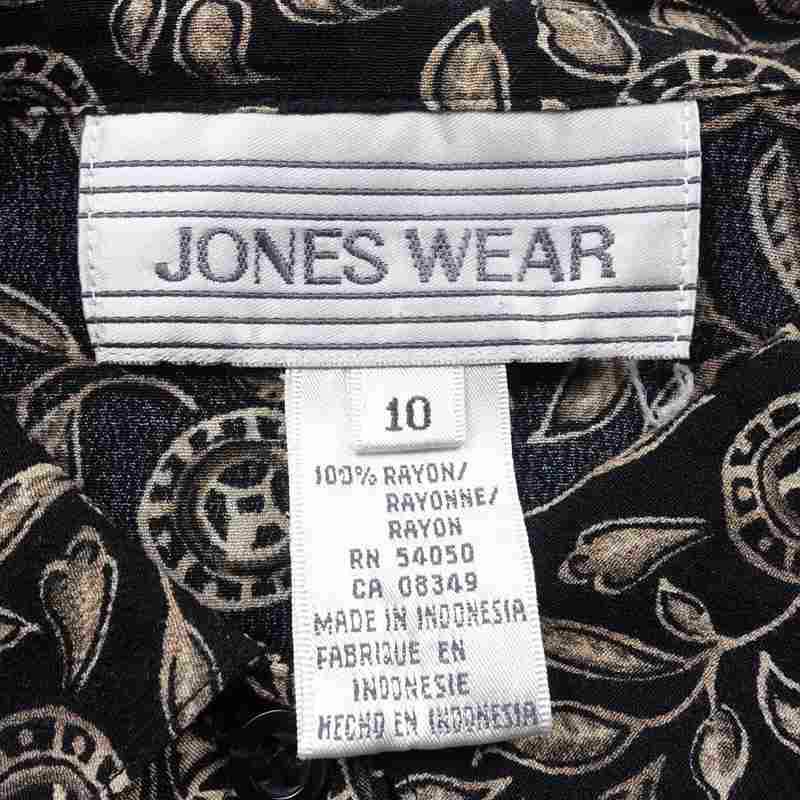 JONES WEAR
10
100% RAYON/
RAYONNE/
RAYON
RN 54050
CA 08349
MADE IN INDONESIA
FABRIQUE EN
INDONESIE
HECHO EN INDONESIA